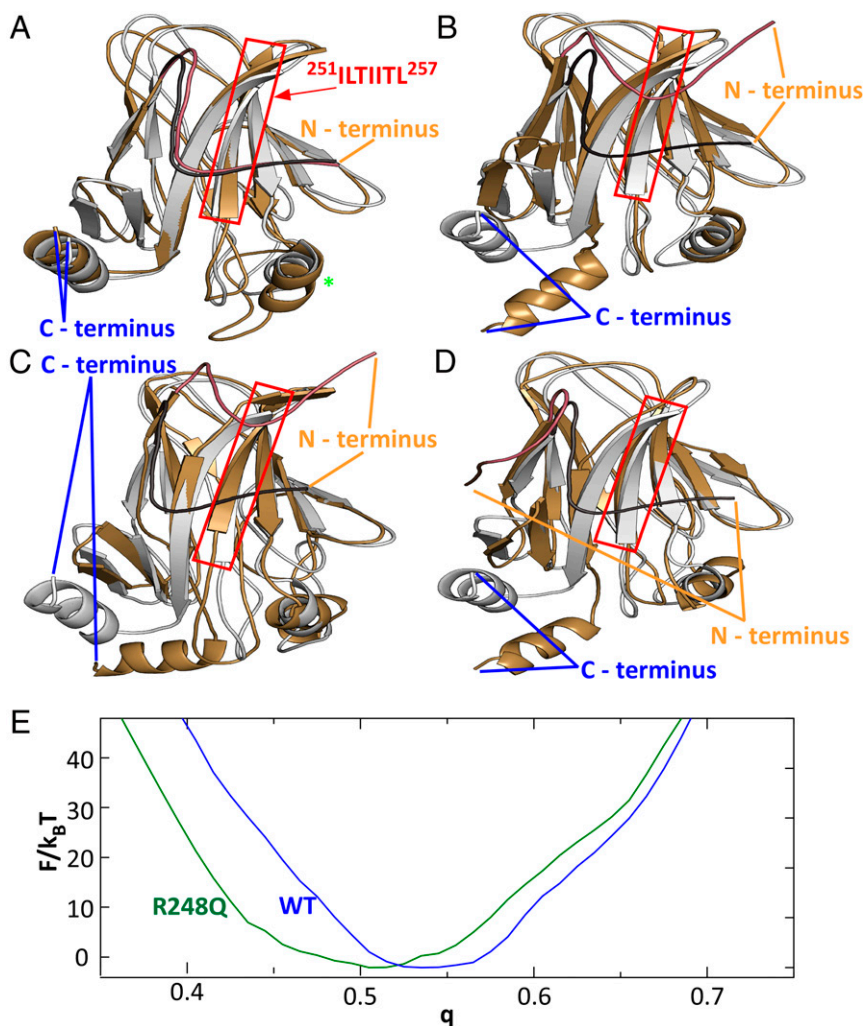 A
251ILTIITL257
N - terminus
C - terminus
B
N - terminus
C - terminus
C - terminus
C
N - terminus
D
N - terminus
C - terminus
E
F/kBT
40
30
20
10
0
R248Q
WT
0.4
0.5
0.6
0.7
q
*